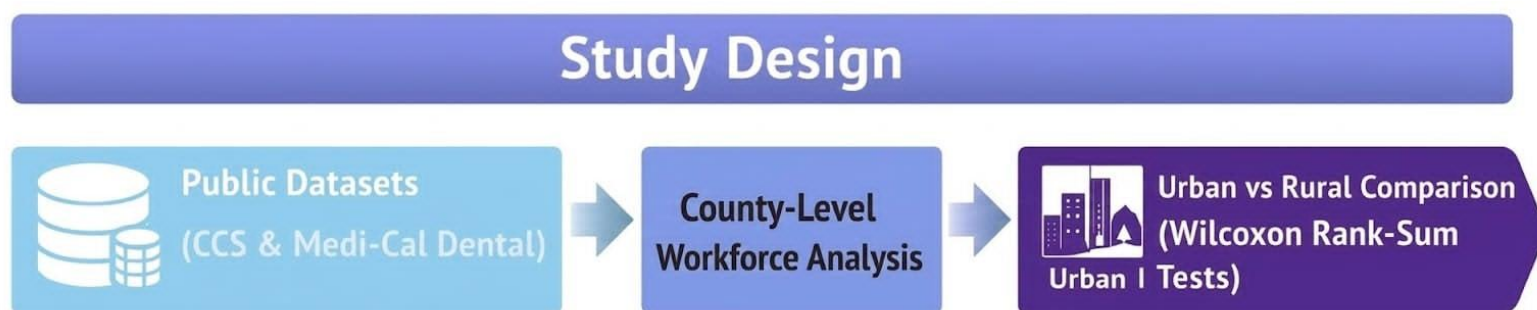 Study Design
Public Datasets
(CCS & Medi-Cal Dental)
County-Level
Workforce Analysis
Urban vs Rural Comparison
(Wilcoxon Rank-Sum
Tests)
Urban |